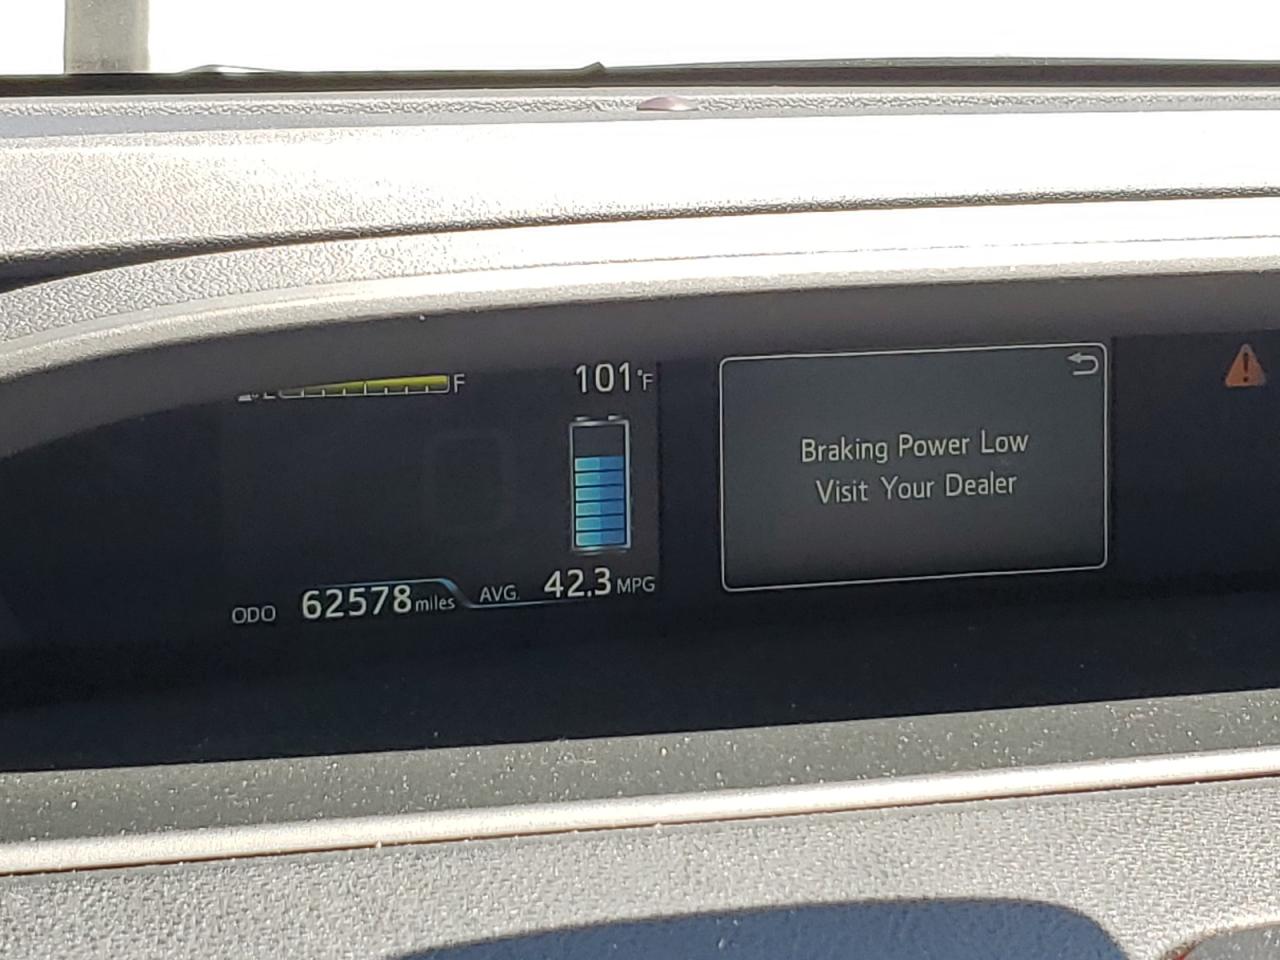 F
101°F
Braking Power Low
Visit Your Dealer
ODO 62578 miles AVG. 42.3 MPG